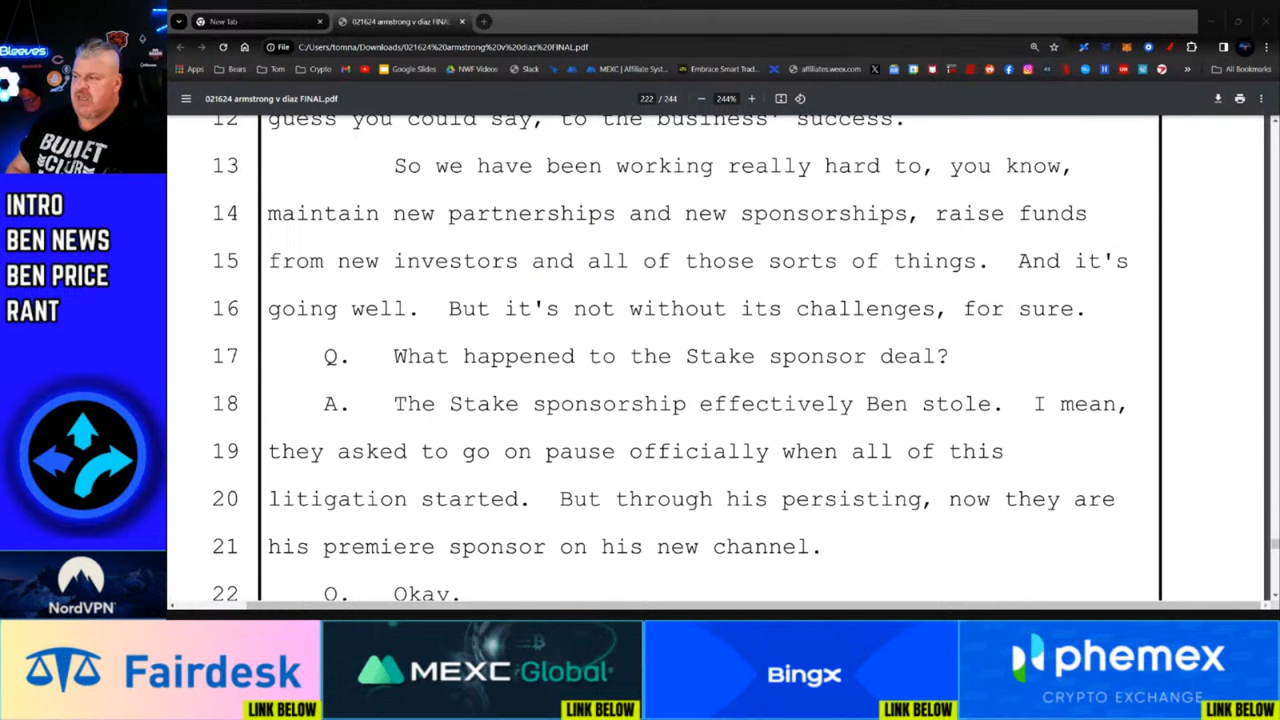 New Tab
021624 armstrong v diaz FINAL
File
C:/Users/tomna/Downloads/021624%20armstrong%20v%20diaz%20FINAL.pdf
Apps
Bears
Tom
Crypto
Google Slides
NWF Videos
Slack
MEXC | Affiliate Syst...
Embrace Smart Trad...
affiliates.weex.com
All Bookmarks
021624 armstrong v diaz FINAL.pdf
222 / 244
244%
Bleeves
BULLET
CLUB
INTRO
BEN NEWS
BEN PRICE
RANT
NordVPN
12 guess you could say, to the business' success.
13 So we have been working really hard to, you know,
14 maintain new partnerships and new sponsorships, raise funds
15 from new investors and all of those sorts of things. And it's
16 going well. But it's not without its challenges, for sure.
17 Q. What happened to the Stake sponsor deal?
18 A. The Stake sponsorship effectively Ben stole. I mean,
19 they asked to go on pause officially when all of this
20 litigation started. But through his persisting, now they are
21 his premiere sponsor on his new channel.
22 Q. Okay.
Fairdesk
LINK BELOW
MEXC Global
LINK BELOW
BingX
LINK BELOW
phemex
CRYPTO EXCHANGE
LINK BELOW